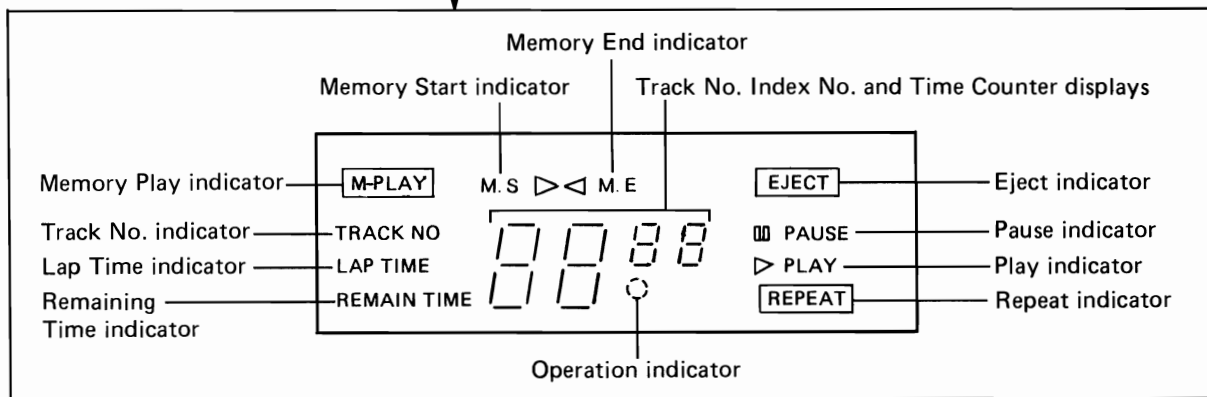 Memory End indicator
Memory Start indicator
Track No. Index No. and Time Counter displays
Memory Play indicator
M-PLAY
M. S ▷◁ M. E
EJECT
Eject indicator
Track No. indicator
TRACK NO
PAUSE
Pause indicator
Lap Time indicator
LAP TIME
▷ PLAY
Play indicator
Remaining
Time indicator
REMAIN TIME
REPEAT
Repeat indicator
Operation indicator